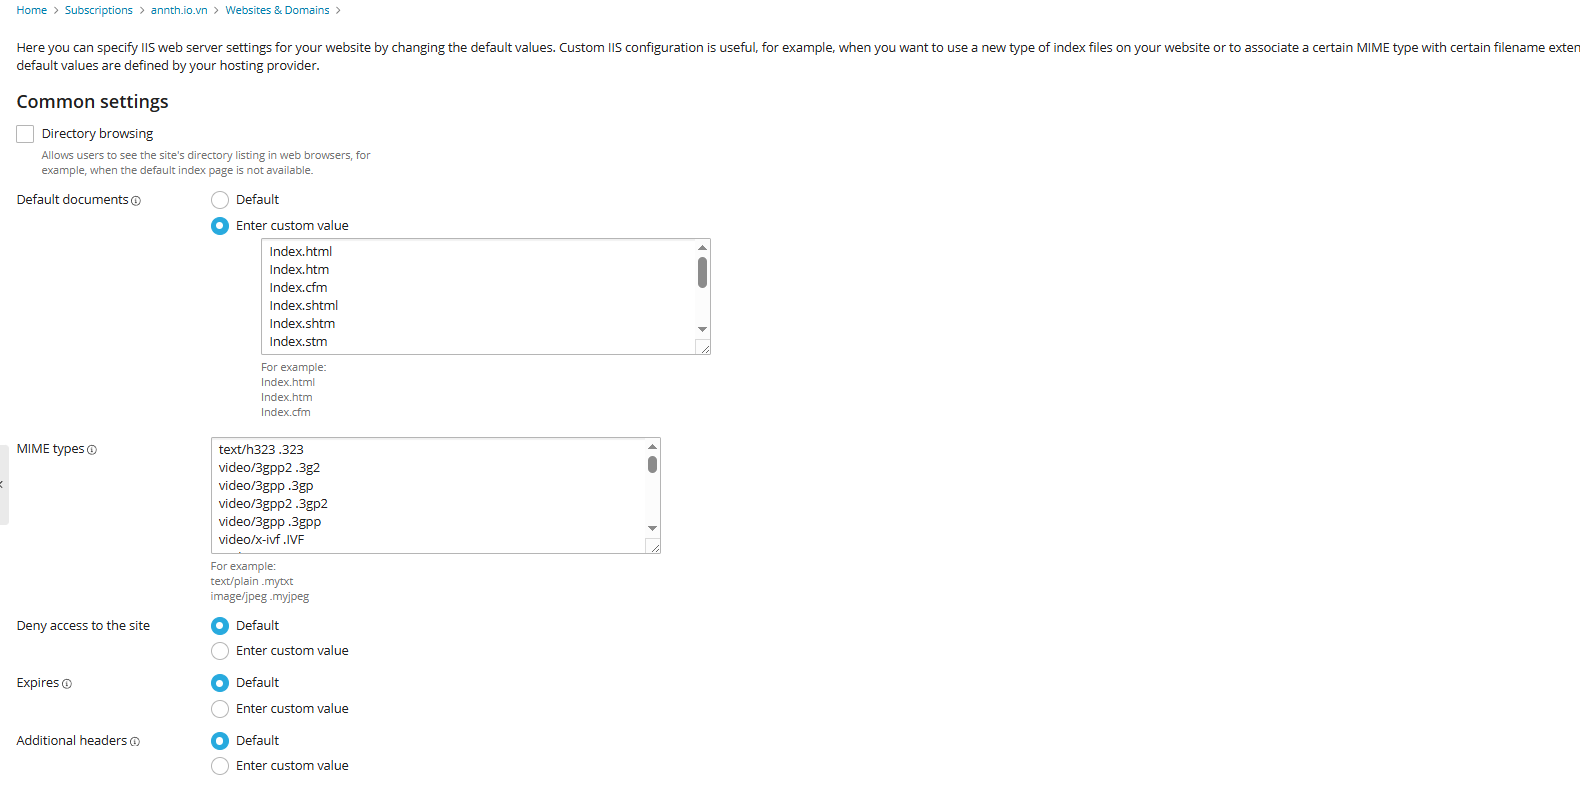 Home > Subscriptions > annth.io.vn > Websites & Domains >
Here you can specify IIS web server settings for your website by changing the default values. Custom IIS configuration is useful, for example, when you want to use a new type of index files on your website or to associate a certain MIME type with certain filename exten
default values are defined by your hosting provider.
Common settings
Directory browsing
Allows users to see the site's directory listing in web browsers, for
example, when the default index page is not available.
Default documents
Default
Enter custom value
Index.html
Index.htm
Index.cfm
Index.shtml
Index.shtm
Index.stm
For example:
Index.html
Index.htm
Index.cfm
MIME types
text/h323 .323
video/3gpp2 .3g2
video/3gpp .3gp
video/3gpp2 .3gp2
video/3gpp .3gpp
video/x-ivf .IVF
For example:
text/plain .mytxt
image/jpeg .myjpeg
Deny access to the site
Default
Enter custom value
Expires
Default
Enter custom value
Additional headers
Default
Enter custom value